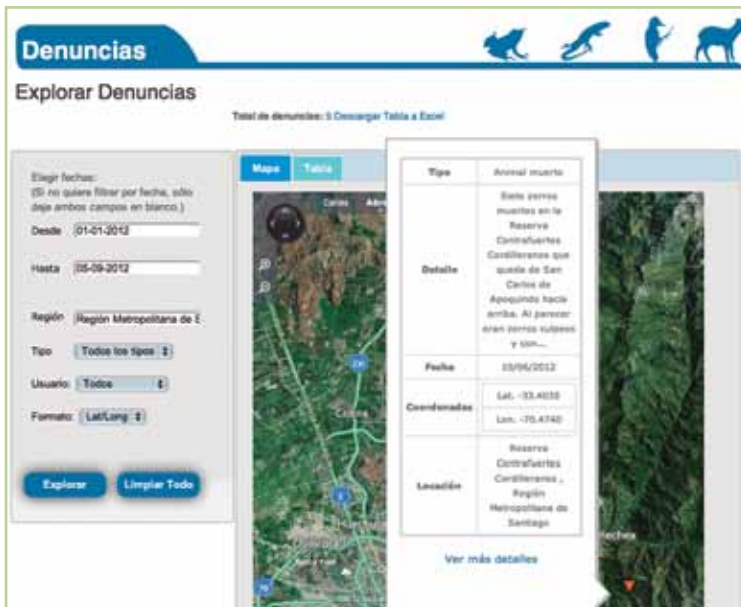 Denuncias
Explorar Denuncias
Total de denuncias: 5 Descargar Tabla a Excel
Elegir fechas:
(Si no quiere filtrar por fecha, sólo
deje ambos campos en blanco.)
Desde 01-01-2012
Hasta 05-09-2012
Región Región Metropolitana de S
Tipo Todos los tipos
Usuario: Todos
Formato: Lat/Long
Explorar Limpiar Todo
Mapa Tabla
Tipo Animal muerto
Detalle
Siete zorros
muertos en la
Reserva
Contrafuertes
Cordilleranos que
queda de San
Carlos de
Apoquindo hacia
arriba. Al parecer
eran zorros culpeos
y son...
Fecha 10/06/2012
Coordenadas
Lat. -33.4035
Lon. -70.4740
Locación
Reserva
Contrafuertes
Cordilleranos ,
Región
Metropolitana de
Santiago
Ver más detalles
Colina